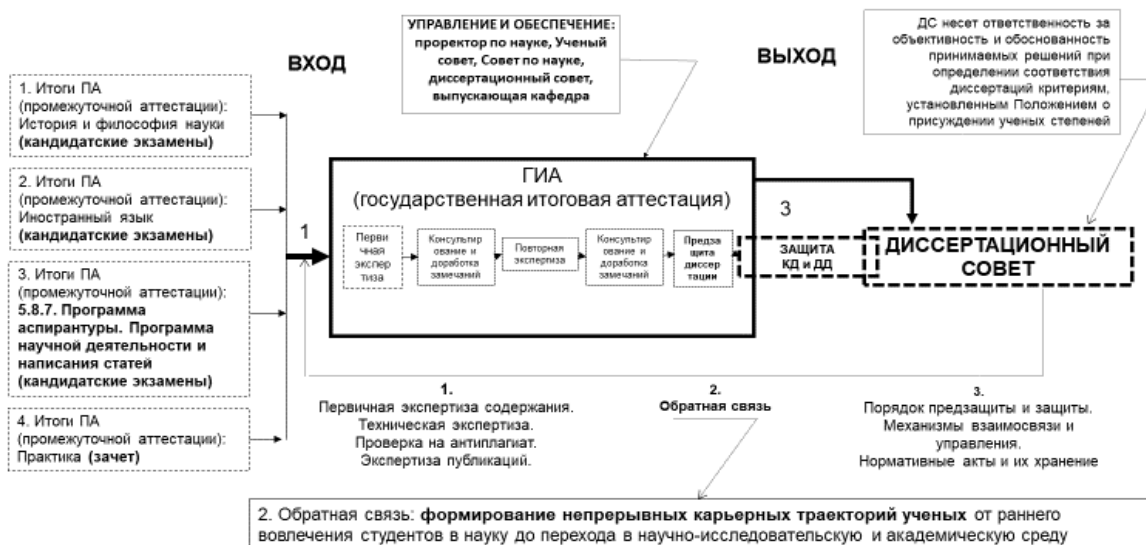 УПРАВЛЕНИЕ И ОБЕСПЕЧЕНИЕ:
проректор по науке, Ученый
совет, Совет по науке,
диссертационный совет,
выпускающая кафедра
ДС несет ответственность за
объективность и обоснованность
принимаемых решений при
определении соответствия
диссертаций критериям,
установленным Положением о
присуждении ученых степеней
ВХОД
ВЫХОД
1. Итоги ПА
(промежуточной аттестации):
История и философия науки
(кандидатские экзамены)
2. Итоги ПА
(промежуточной аттестации):
Иностранный язык
(кандидатские экзамены)
3. Итоги ПА
(промежуточной аттестации):
5.8.7. Программа
аспирантуры. Программа
научной деятельности и
написания статей
(кандидатские экзамены)
4. Итоги ПА
(промежуточной аттестации):
Практика (зачет)
1
ГИА
(государственная итоговая аттестация)
Перви
чная
экспер
тиза
Консультир
ование и
доработка
замечаний
Повторная
экспертиза
Консультир
ование и
доработка
замечаний
Предза
щита
диссер
тации
3
ЗАЩИТА
КД и ДД
ДИССЕРТАЦИОННЫЙ
СОВЕТ
1.
Первичная экспертиза содержания.
Техническая экспертиза.
Проверка на антиплагиат.
Экспертиза публикаций.
2.
Обратная связь
3.
Порядок предзащиты и защиты.
Механизмы взаимосвязи и
управления.
Нормативные акты и их хранение
2. Обратная связь: формирование непрерывных карьерных траекторий ученых от раннего
вовлечения студентов в науку до перехода в научно-исследовательскую и академическую среду